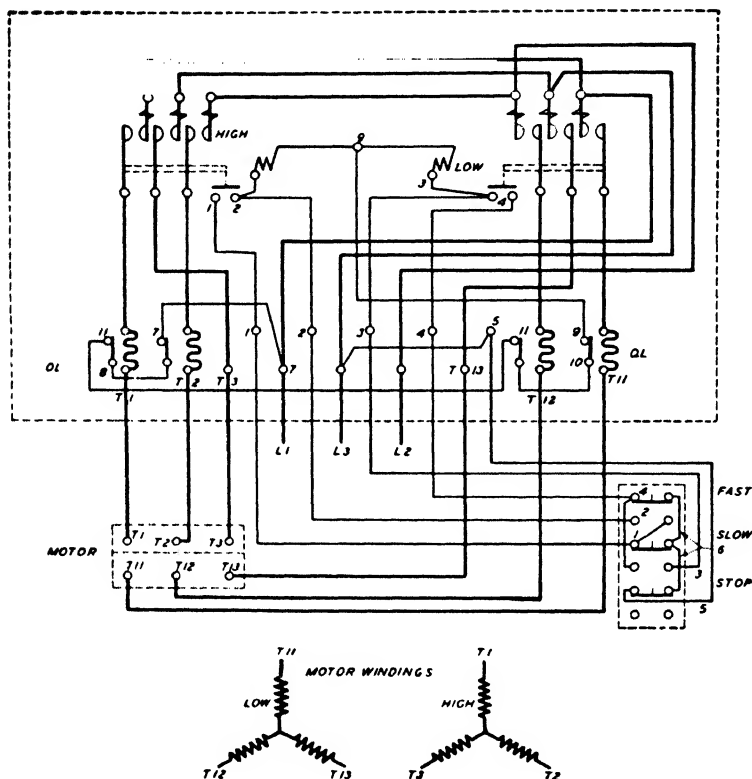 9
HIGH
LOW
1 2 3 4
11 7 1 2 3 4 5 11 9
OL 8 T1 T2 T3 7 T13 T12 10 T11 OL
L1 L3 L2
4 FAST
2
1 SLOW
6
3
STOP
5
MOTOR
T1 T2 T3
T11 T12 T13
T11 MOTOR WINDINGS T1
LOW HIGH
T12 T13 T3 T2